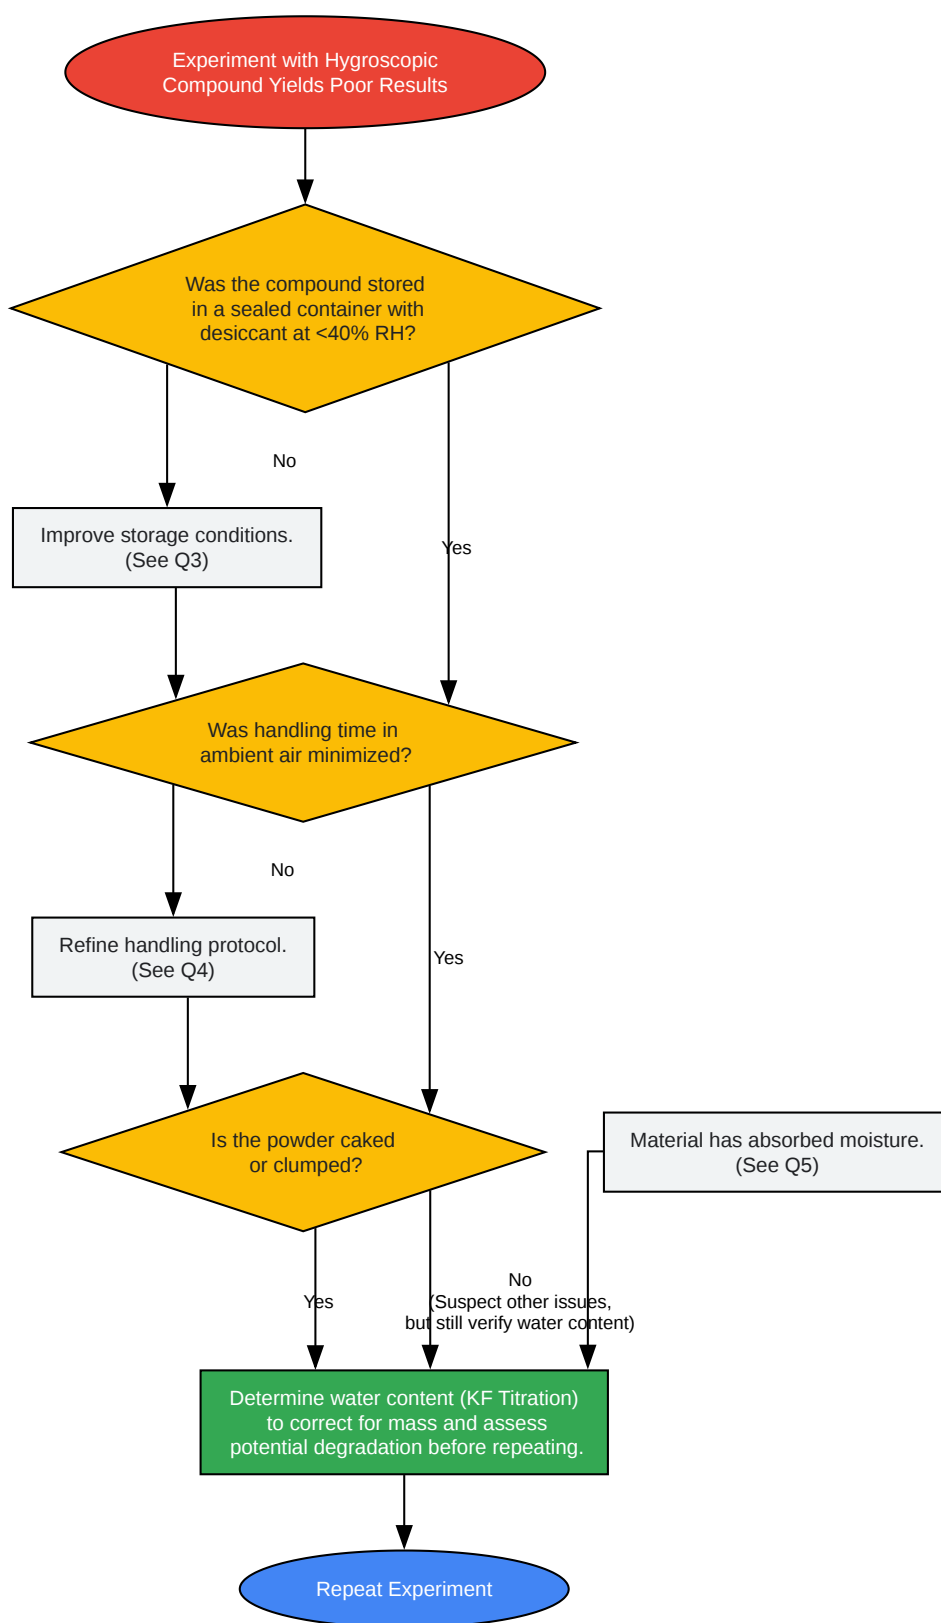 Experiment with Hygroscopic
Compound Yields Poor Results
Was the compound stored
in a sealed container with
desiccant at <40% RH?
No
Improve storage conditions.
(See Q3)
Yes
Was handling time in
ambient air minimized?
No
Refine handling protocol.
(See Q4)
Yes
Is the powder caked
or clumped?
Material has absorbed moisture.
(See Q5)
Yes
No
(Suspect other issues,
but still verify water content)
Determine water content (KF Titration)
to correct for mass and assess
potential degradation before repeating.
Repeat Experiment